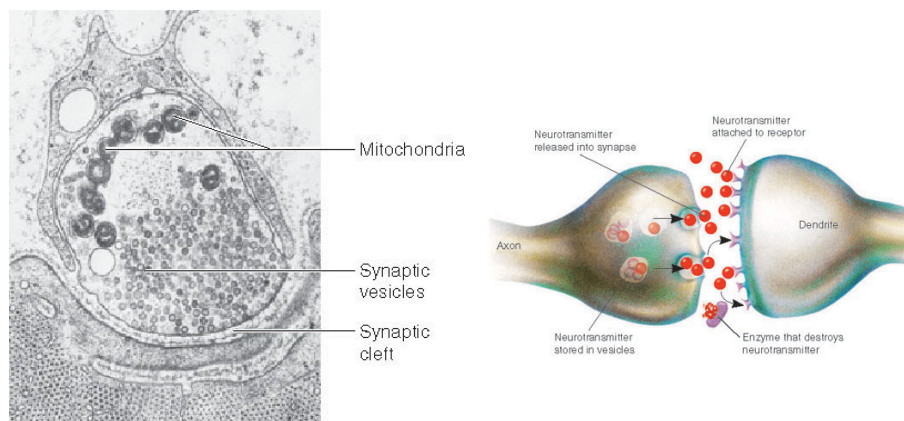 Mitochondria
Synaptic
vesicles
Synaptic
cleft
Neurotransmitter
released into synapse
Neurotransmitter
attached to receptor
Axon
Dendrite
Neurotransmitter
stored in vesicles
Enzyme that destroys
neurotransmitter